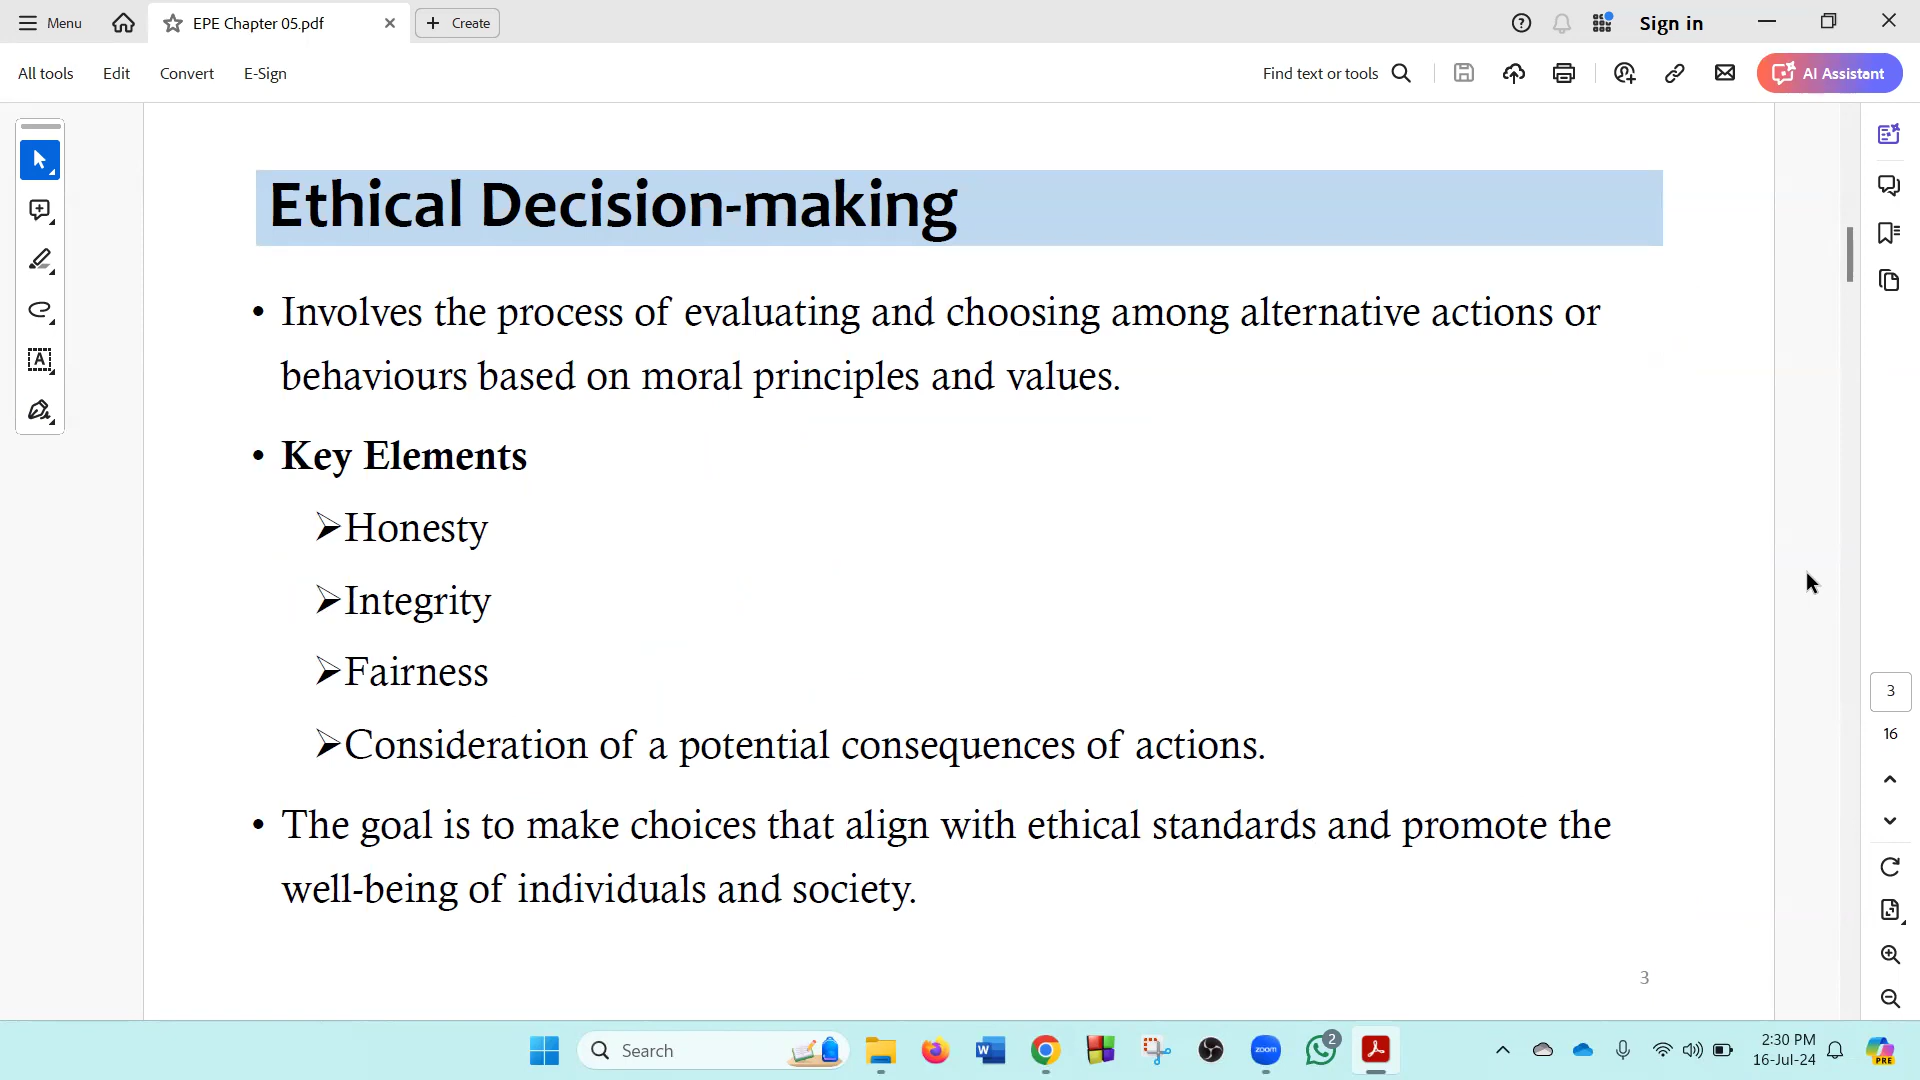 Menu
EPE Chapter 05.pdf
Create
Sign in
All tools
Edit
Convert
E-Sign
Find text or tools
AI Assistant
Ethical Decision-making
• Involves the process of evaluating and choosing among alternative actions or
behaviours based on moral principles and values.
• Key Elements
➢Honesty
➢Integrity
➢Fairness
➢Consideration of a potential consequences of actions.
• The goal is to make choices that align with ethical standards and promote the
well-being of individuals and society.
3
3
16
Search
zoom
2
2:30 PM
16-Jul-24
PRE